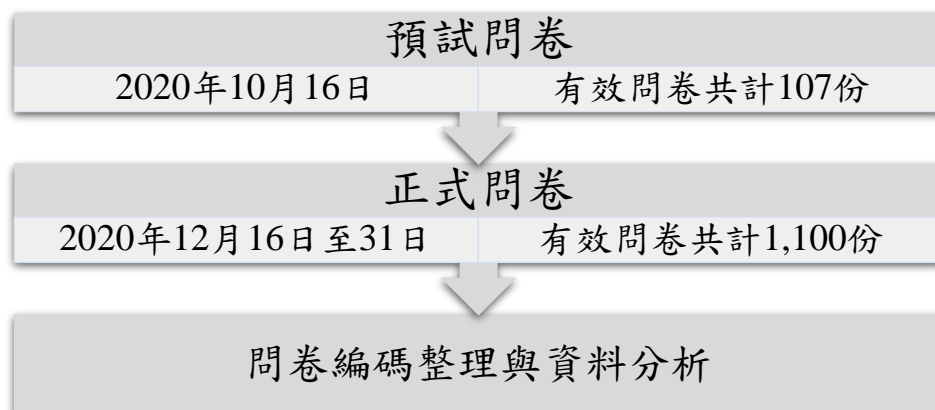 預試問卷
2020年10月16日
有效問卷共計107份
正式問卷
2020年12月16日至31日
有效問卷共計1,100份
問卷編碼整理與資料分析